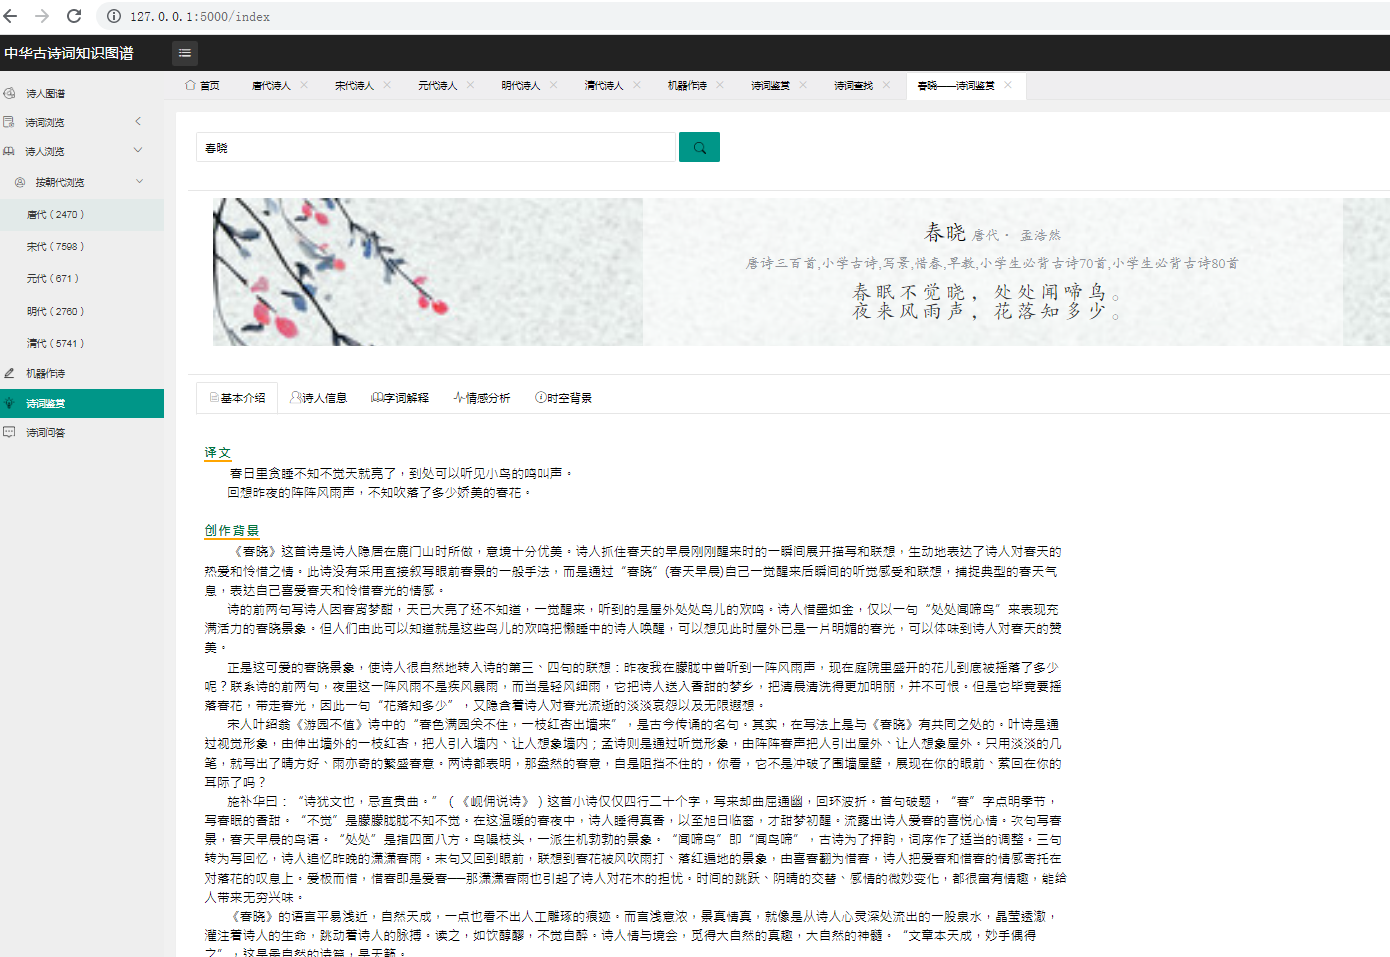 127.0.0.1:5000/index
中华古诗词知识图谱
首页
唐代诗人
宋代诗人
元代诗人
明代诗人
清代诗人
机器作诗
诗词鉴赏
诗词查找
春晓——诗词鉴赏
诗人图谱
诗词浏览
诗人浏览
按朝代浏览
唐代（2470）
宋代（7598）
元代（671）
明代（2760）
清代（5741）
机器作诗
诗词鉴赏
诗词问答
春晓
春晓 唐代· 孟浩然
唐诗三百首,小学古诗,写景,惜春,早教,小学生必背古诗70首,小学生必背古诗80首
春眠不觉晓，处处闻啼鸟。
夜来风雨声，花落知多少。
基本介绍
诗人信息
字词解释
情感分析
时空背景
译文
春日里贪睡不知不觉天就亮了，到处可以听见小鸟的鸣叫声。
回想昨夜的阵阵风雨声，不知吹落了多少娇美的春花。
创作背景
《春晓》这首诗是诗人隐居在鹿门山时所做，意境十分优美。诗人抓住春天的早晨刚刚醒来时的一瞬间展开描写和联想，生动地表达了诗人对春天的
热爱和怜惜之情。此诗没有采用直接叙写眼前春景的一般手法，而是通过“春晓”(春天早晨)自己一觉醒来后瞬间的听觉感受和联想，捕捉典型的春天气
息，表达自己喜爱春天和怜惜春光的情感。
诗的前两句写诗人因春宵梦酣，天已大亮了还不知道，一觉醒来，听到的是屋外处处鸟儿的欢鸣。诗人惜墨如金，仅以一句“处处闻啼鸟”来表现充
满活力的春晓景象。但人们由此可以知道就是这些鸟儿的欢鸣把懒睡中的诗人唤醒，可以想见此时屋外已是一片明媚的春光，可以体味到诗人对春天的赞
美。
正是这可爱的春晓景象，使诗人很自然地转入诗的第三、四句的联想：昨夜我在朦胧中曾听到一阵风雨声，现在庭院里盛开的花儿到底被摇落了多少
呢？联系诗的前两句，夜里这一阵风雨不是疾风暴雨，而当是轻风细雨，它把诗人送入香甜的梦乡，把清晨清洗得更加明丽，并不可恨。但是它毕竟要摇
落春花，带走春光，因此一句“花落知多少”，又隐含着诗人对春光流逝的淡淡哀怨以及无限遐想。
宋人叶绍翁《游园不值》诗中的“春色满园关不住，一枝红杏出墙来”，是古今传诵的名句。其实，在写法上是与《春晓》有共同之处的。叶诗是通
过视觉形象，由伸出墙外的一枝红杏，把人引入墙内、让人想象墙内；孟诗则是通过听觉形象，由阵阵春声把人引出屋外、让人想象屋外。只用淡淡的几
笔，就写出了晴方好、雨亦奇的繁盛春意。两诗都表明，那盎然的春意，自是阻挡不住的，你看，它不是冲破了围墙屋壁，展现在你的眼前、萦回在你的
耳际了吗？
施补华曰：“诗犹文也，忌直贵曲。”（《岘佣说诗》）这首小诗仅仅四行二十个字，写来却曲屈通幽，回环波折。首句破题，“春”字点明季节，
写春眠的香甜。“不觉”是朦朦胧胧不知不觉。在这温暖的春夜中，诗人睡得真香，以至旭日临窗，才甜梦初醒。流露出诗人爱春的喜悦心情。次句写春
景，春天早晨的鸟语。“处处”是指四面八方。鸟噪枝头，一派生机勃勃的景象。“闻啼鸟”即“闻鸟啼”，古诗为了押韵，词序作了适当的调整。三句
转为写回忆，诗人追忆昨晚的潇潇春雨。末句又回到眼前，联想到春花被风吹雨打、落红遍地的景象，由喜春翻为惜春，诗人把爱春和惜春的情感寄托在
对落花的叹息上。爱极而惜，惜春即是爱春──那潇潇春雨也引起了诗人对花木的担忧。时间的跳跃、阴晴的交替、感情的微妙变化，都很富有情趣，能给
人带来无穷兴味。
《春晓》的语言平易浅近，自然天成，一点也看不出人工雕琢的痕迹。而言浅意浓，景真情真，就像是从诗人心灵深处流出的一股泉水，晶莹透澈，
灌注着诗人的生命，跳动着诗人的脉搏。读之，如饮醇醪，不觉自醉。诗人情与境会，觅得大自然的真趣，大自然的神髓。“文章本天成，妙手偶得
之”，这是最自然的诗篇，是天籁。